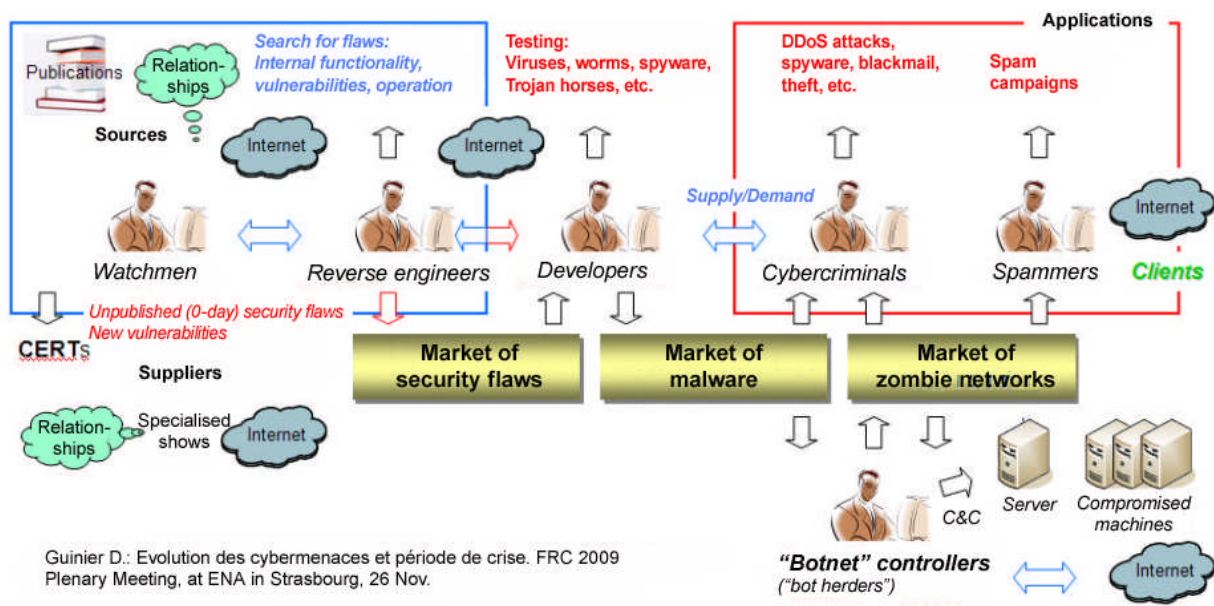 Applications
Publications
Relation-
ships
Sources
Search for flaws:
Internal functionality,
vulnerabilities, operation
Testing:
Viruses, worms, spyware,
Trojan horses, etc.
DDoS attacks,
spyware, blackmail,
theft, etc.
Spam
campaigns
Internet
Internet
Internet
Supply/Demand
Watchmen
Reverse engineers
Developers
Cybercriminals
Spammers
Clients
Unpublished (0-day) security flaws
New vulnerabilities
CERTs
Suppliers
Market of
security flaws
Market of
malware
Market of
zombie networks
Relation-
ships
Specialised
shows
Internet
C&C
Server
Compromised
machines
Guinier D.: Evolution des cybermenaces et période de crise. FRC 2009
Plenary Meeting, at ENA in Strasbourg, 26 Nov.
“Botnet” controllers
(“bot herders”)
Internet